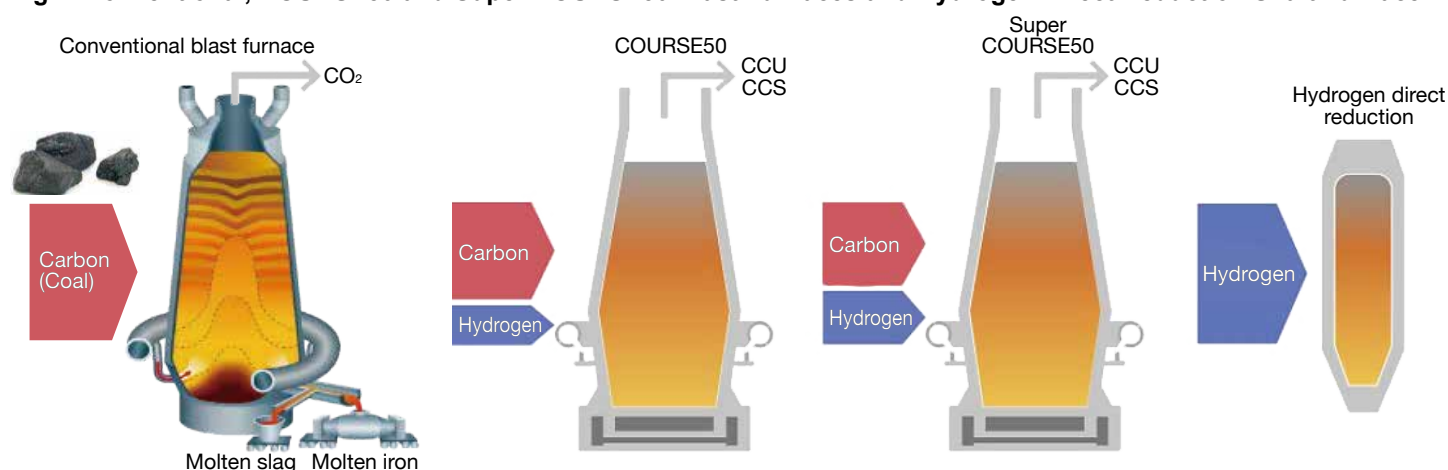 Conventional blast furnace
CO₂
Carbon
(Coal)
Molten slag
Molten iron
COURSE50
CCU
CCS
Carbon
Hydrogen
Super
COURSE50
CCU
CCS
Carbon
Hydrogen
Hydrogen direct
reduction
Hydrogen